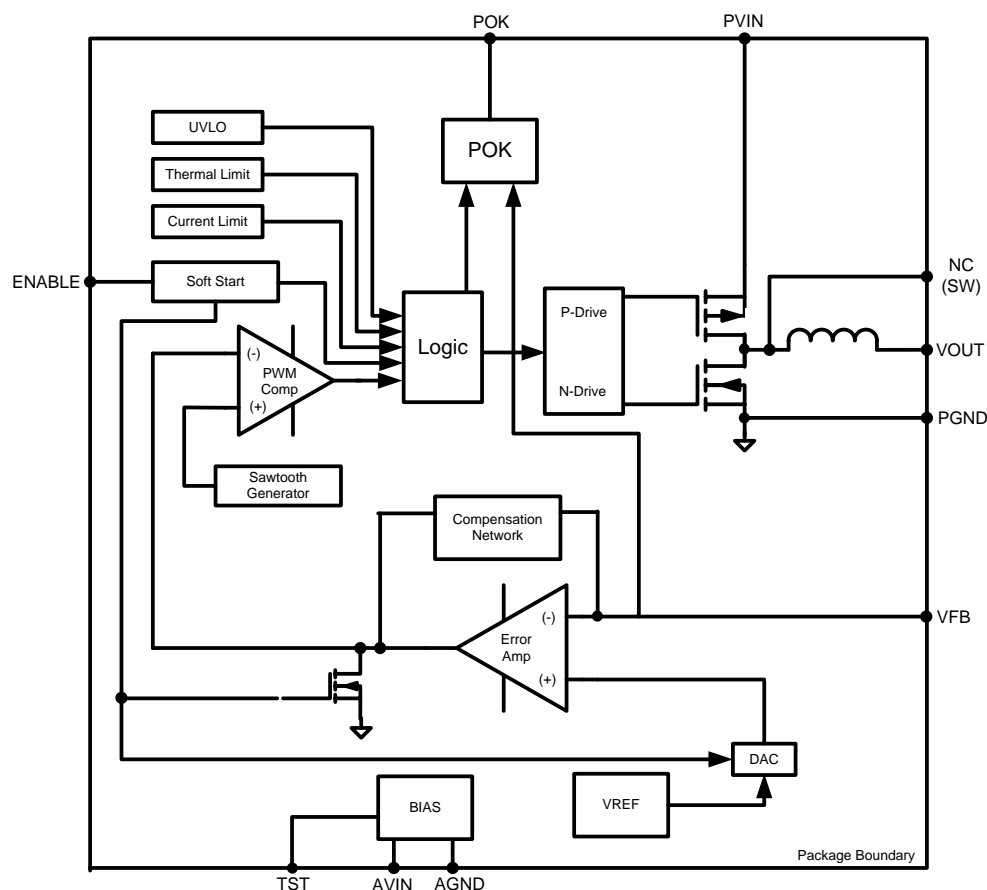 POK
PVIN
UVLO
POK
Thermal Limit
Current Limit
ENABLE
Soft Start
NC
(SW)
P-Drive
Logic
(-)
PWM
Comp
(+)
VOUT
N-Drive
PGND
Sawtooth
Generator
Compensation
Network
(-)
VFB
Error
Amp
(+)
DAC
BIAS
VREF
Package Boundary
TST
AVIN
AGND